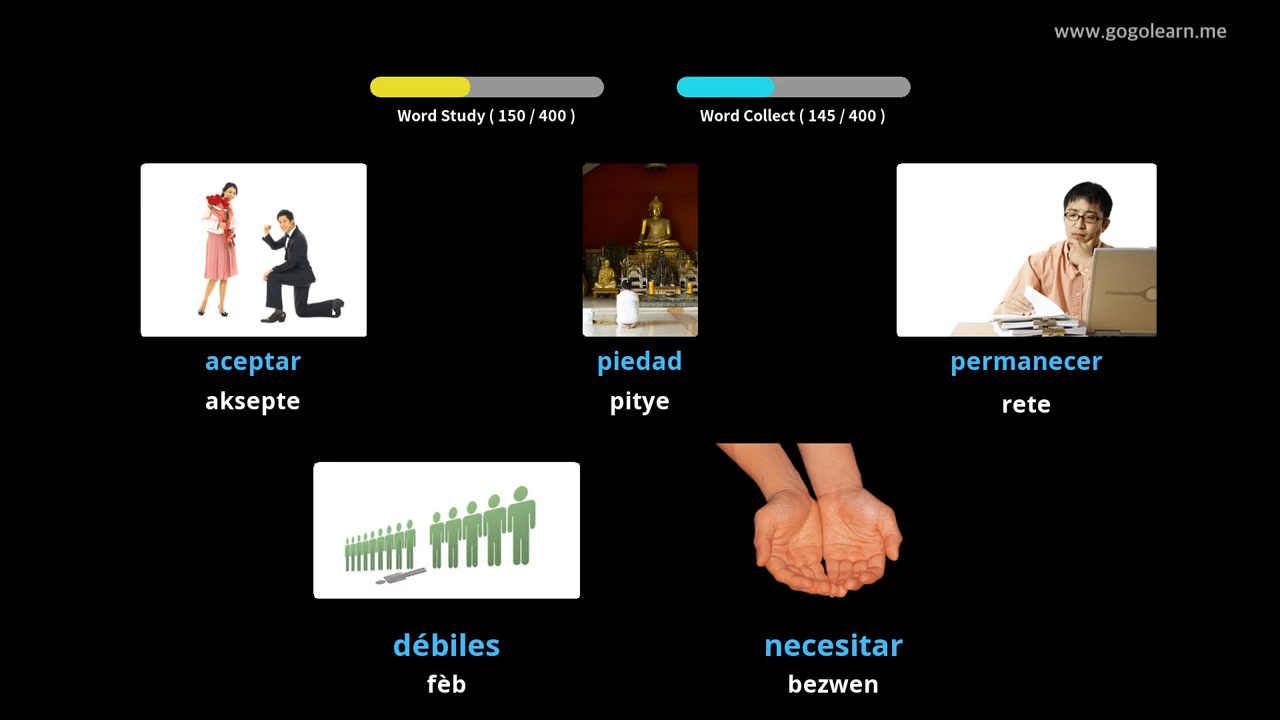 www.gogolearn.me
Word Study ( 150 / 400 )
Word Collect ( 145 / 400 )
aceptar
aksepte
piedad
pitye
permanecer
rete
débiles
fèb
necesitar
bezwen